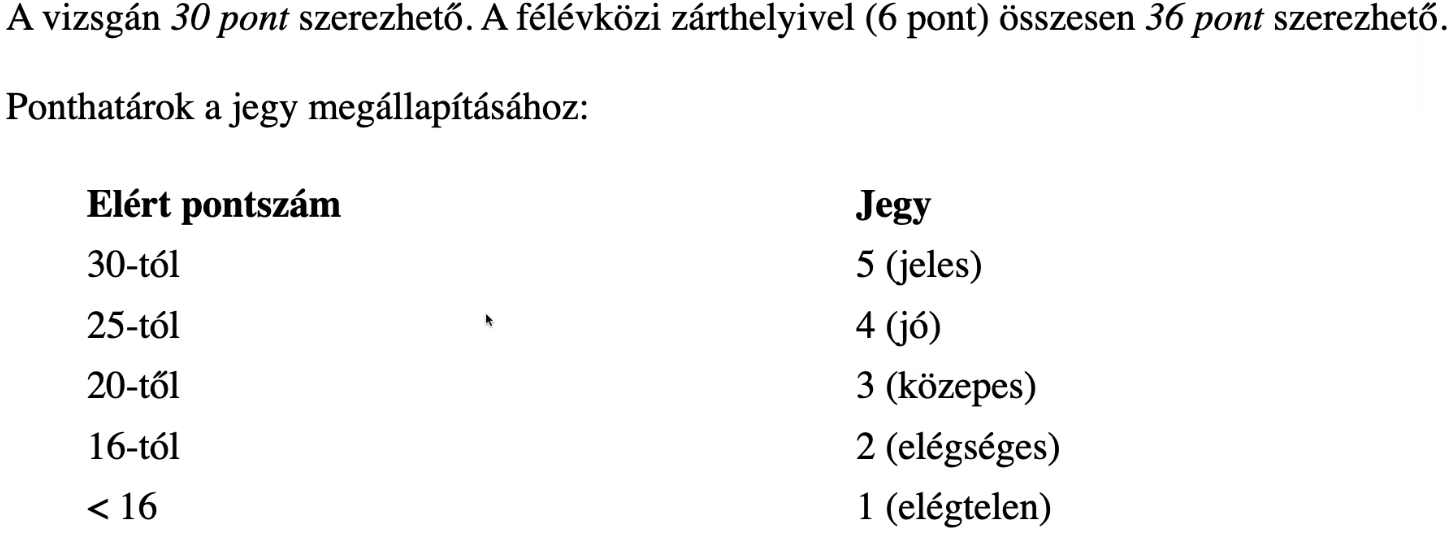 A vizsgán 30 pont szerezhető. A félévközi zárthelyivel (6 pont) összesen 36 pont szerezhető.
Ponthatárok a jegy megállapításához:
Elért pontszám Jegy
30-tól 5 (jeles)
25-tól 4 (jó)
20-től 3 (közepes)
16-tól 2 (elégséges)
< 16 1 (elégtelen)